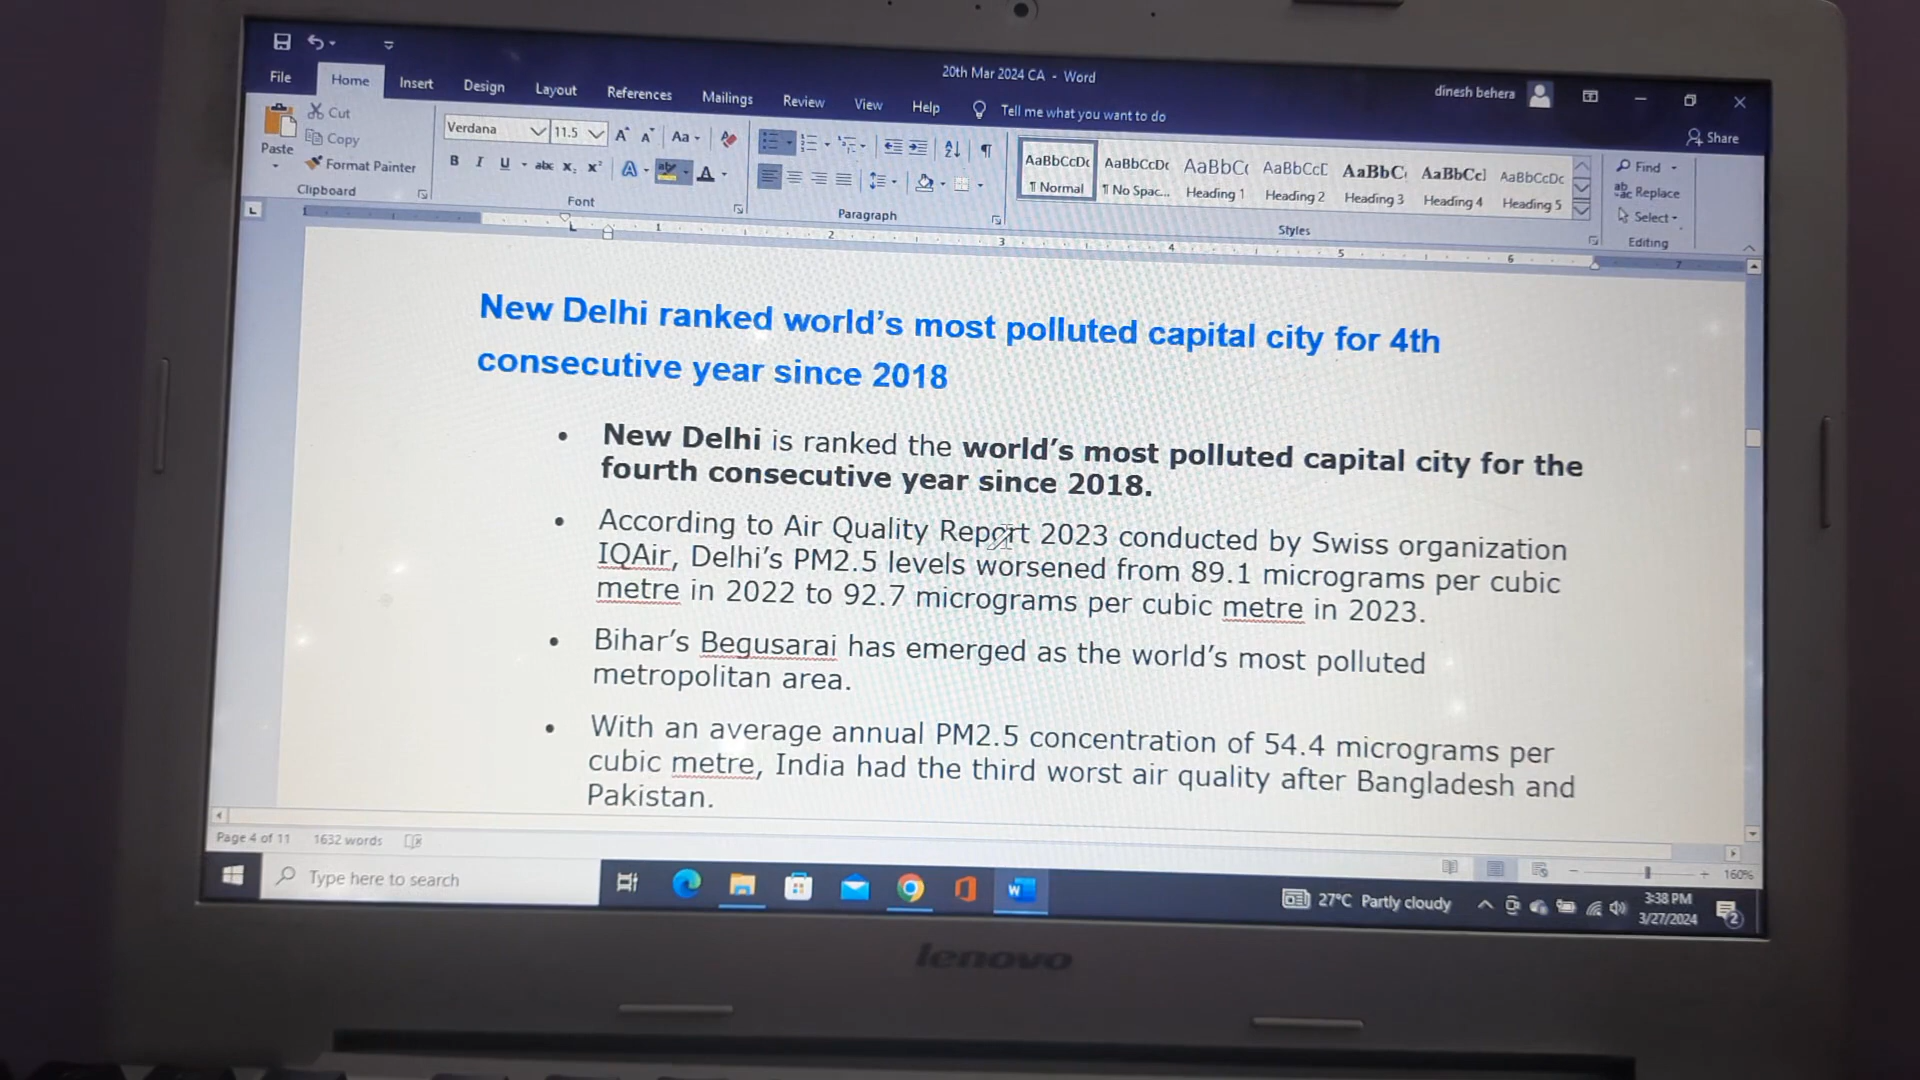 20th Mar 2024 CA - Word
dinesh behera
File Home Insert Design Layout References Mailings Review View Help Tell me what you want to do
Share
Paste
Cut
Copy
Format Painter
Clipboard
Verdana 11.5
Font
Paragraph
AaBbCcDc AaBbCcDc AaBbC( AaBbCcD AaBbC. AaBbCcI AaBbCcDc
¶ Normal ¶ No Spac... Heading 1 Heading 2 Heading 3 Heading 4 Heading 5
Styles
Find
Replace
Select
Editing
1 2 3 4 5 6 7
New Delhi ranked world's most polluted capital city for 4th
consecutive year since 2018
• New Delhi is ranked the world's most polluted capital city for the
fourth consecutive year since 2018.
• According to Air Quality Report 2023 conducted by Swiss organization
IQAir, Delhi's PM2.5 levels worsened from 89.1 micrograms per cubic
metre in 2022 to 92.7 micrograms per cubic metre in 2023.
• Bihar's Begusarai has emerged as the world's most polluted
metropolitan area.
• With an average annual PM2.5 concentration of 54.4 micrograms per
cubic metre, India had the third worst air quality after Bangladesh and
Pakistan.
Page 4 of 11 1632 words
160%
Type here to search
27°C Partly cloudy
3:38 PM
3/27/2024
2
lenovo